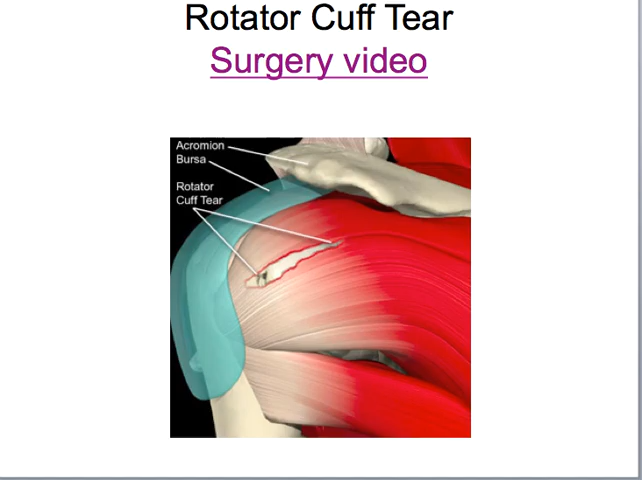 Rotator Cuff Tear
Surgery video
Acromion
Bursa
Rotator
Cuff Tear